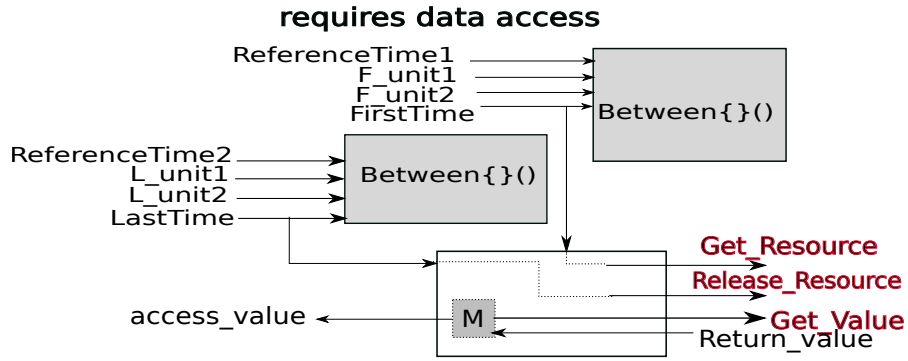 requires data access
ReferenceTime1
F_unit1
F_unit2
FirstTime
Between{}()
ReferenceTime2
L_unit1
L_unit2
LastTime
Between{}()
Get_Resource
Release_Resource
access_value
M
Get_Value
Return_value